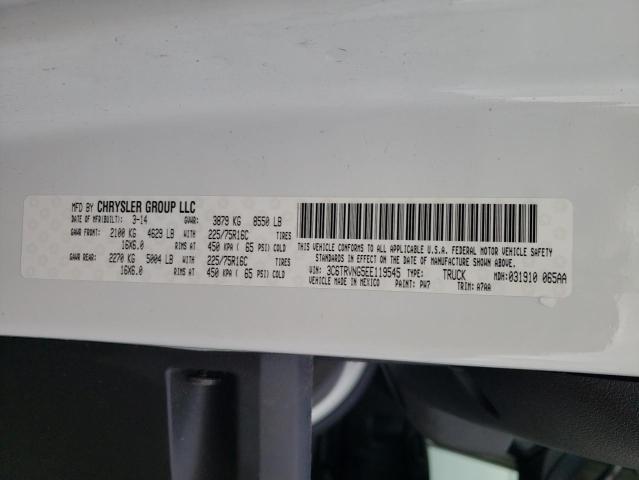 MFD BY CHRYSLER GROUP LLC
DATE OF MFR(BUILT): 3-14 GVWR: 3879 KG 8550 LB
GAWR FRONT: 2100 KG 4629 LB WITH 225/75R16C TIRES
16X6.0 RIMS AT 450 KPA ( 65 PSI) COLD
GAWR REAR: 2270 KG 5004 LB WITH 225/75R16C TIRES
16X6.0 RIMS AT 450 KPA ( 65 PSI) COLD
THIS VEHICLE CONFORMS TO ALL APPLICABLE U.S.A. FEDERAL MOTOR VEHICLE SAFETY
STANDARDS IN EFFECT ON THE DATE OF MANUFACTURE SHOWN ABOVE.
VIN: 3C6TRVNG5EE119545 TYPE: TRUCK MDH: 031910 065AA
VEHICLE MADE IN MEXICO PAINT: PW7 TRIM: A7AA